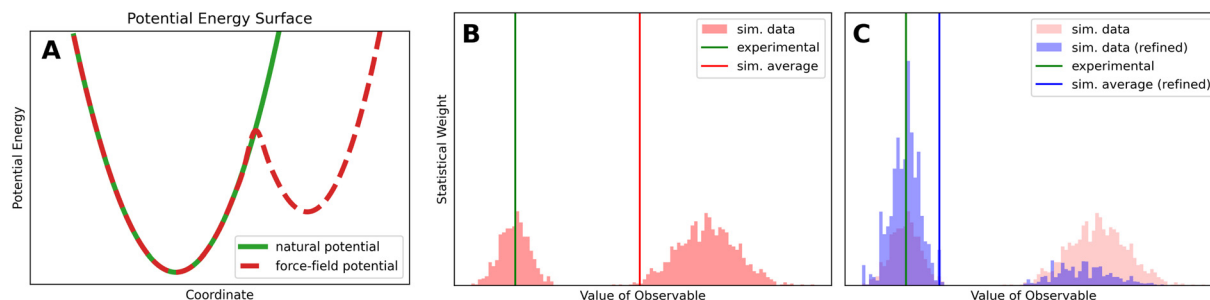 Potential Energy Surface
A
Potential Energy
natural potential
force-field potential
Coordinate
B
sim. data
experimental
sim. average
Statistical Weight
Value of Observable
C
sim. data
sim. data (refined)
experimental
sim. average (refined)
Value of Observable